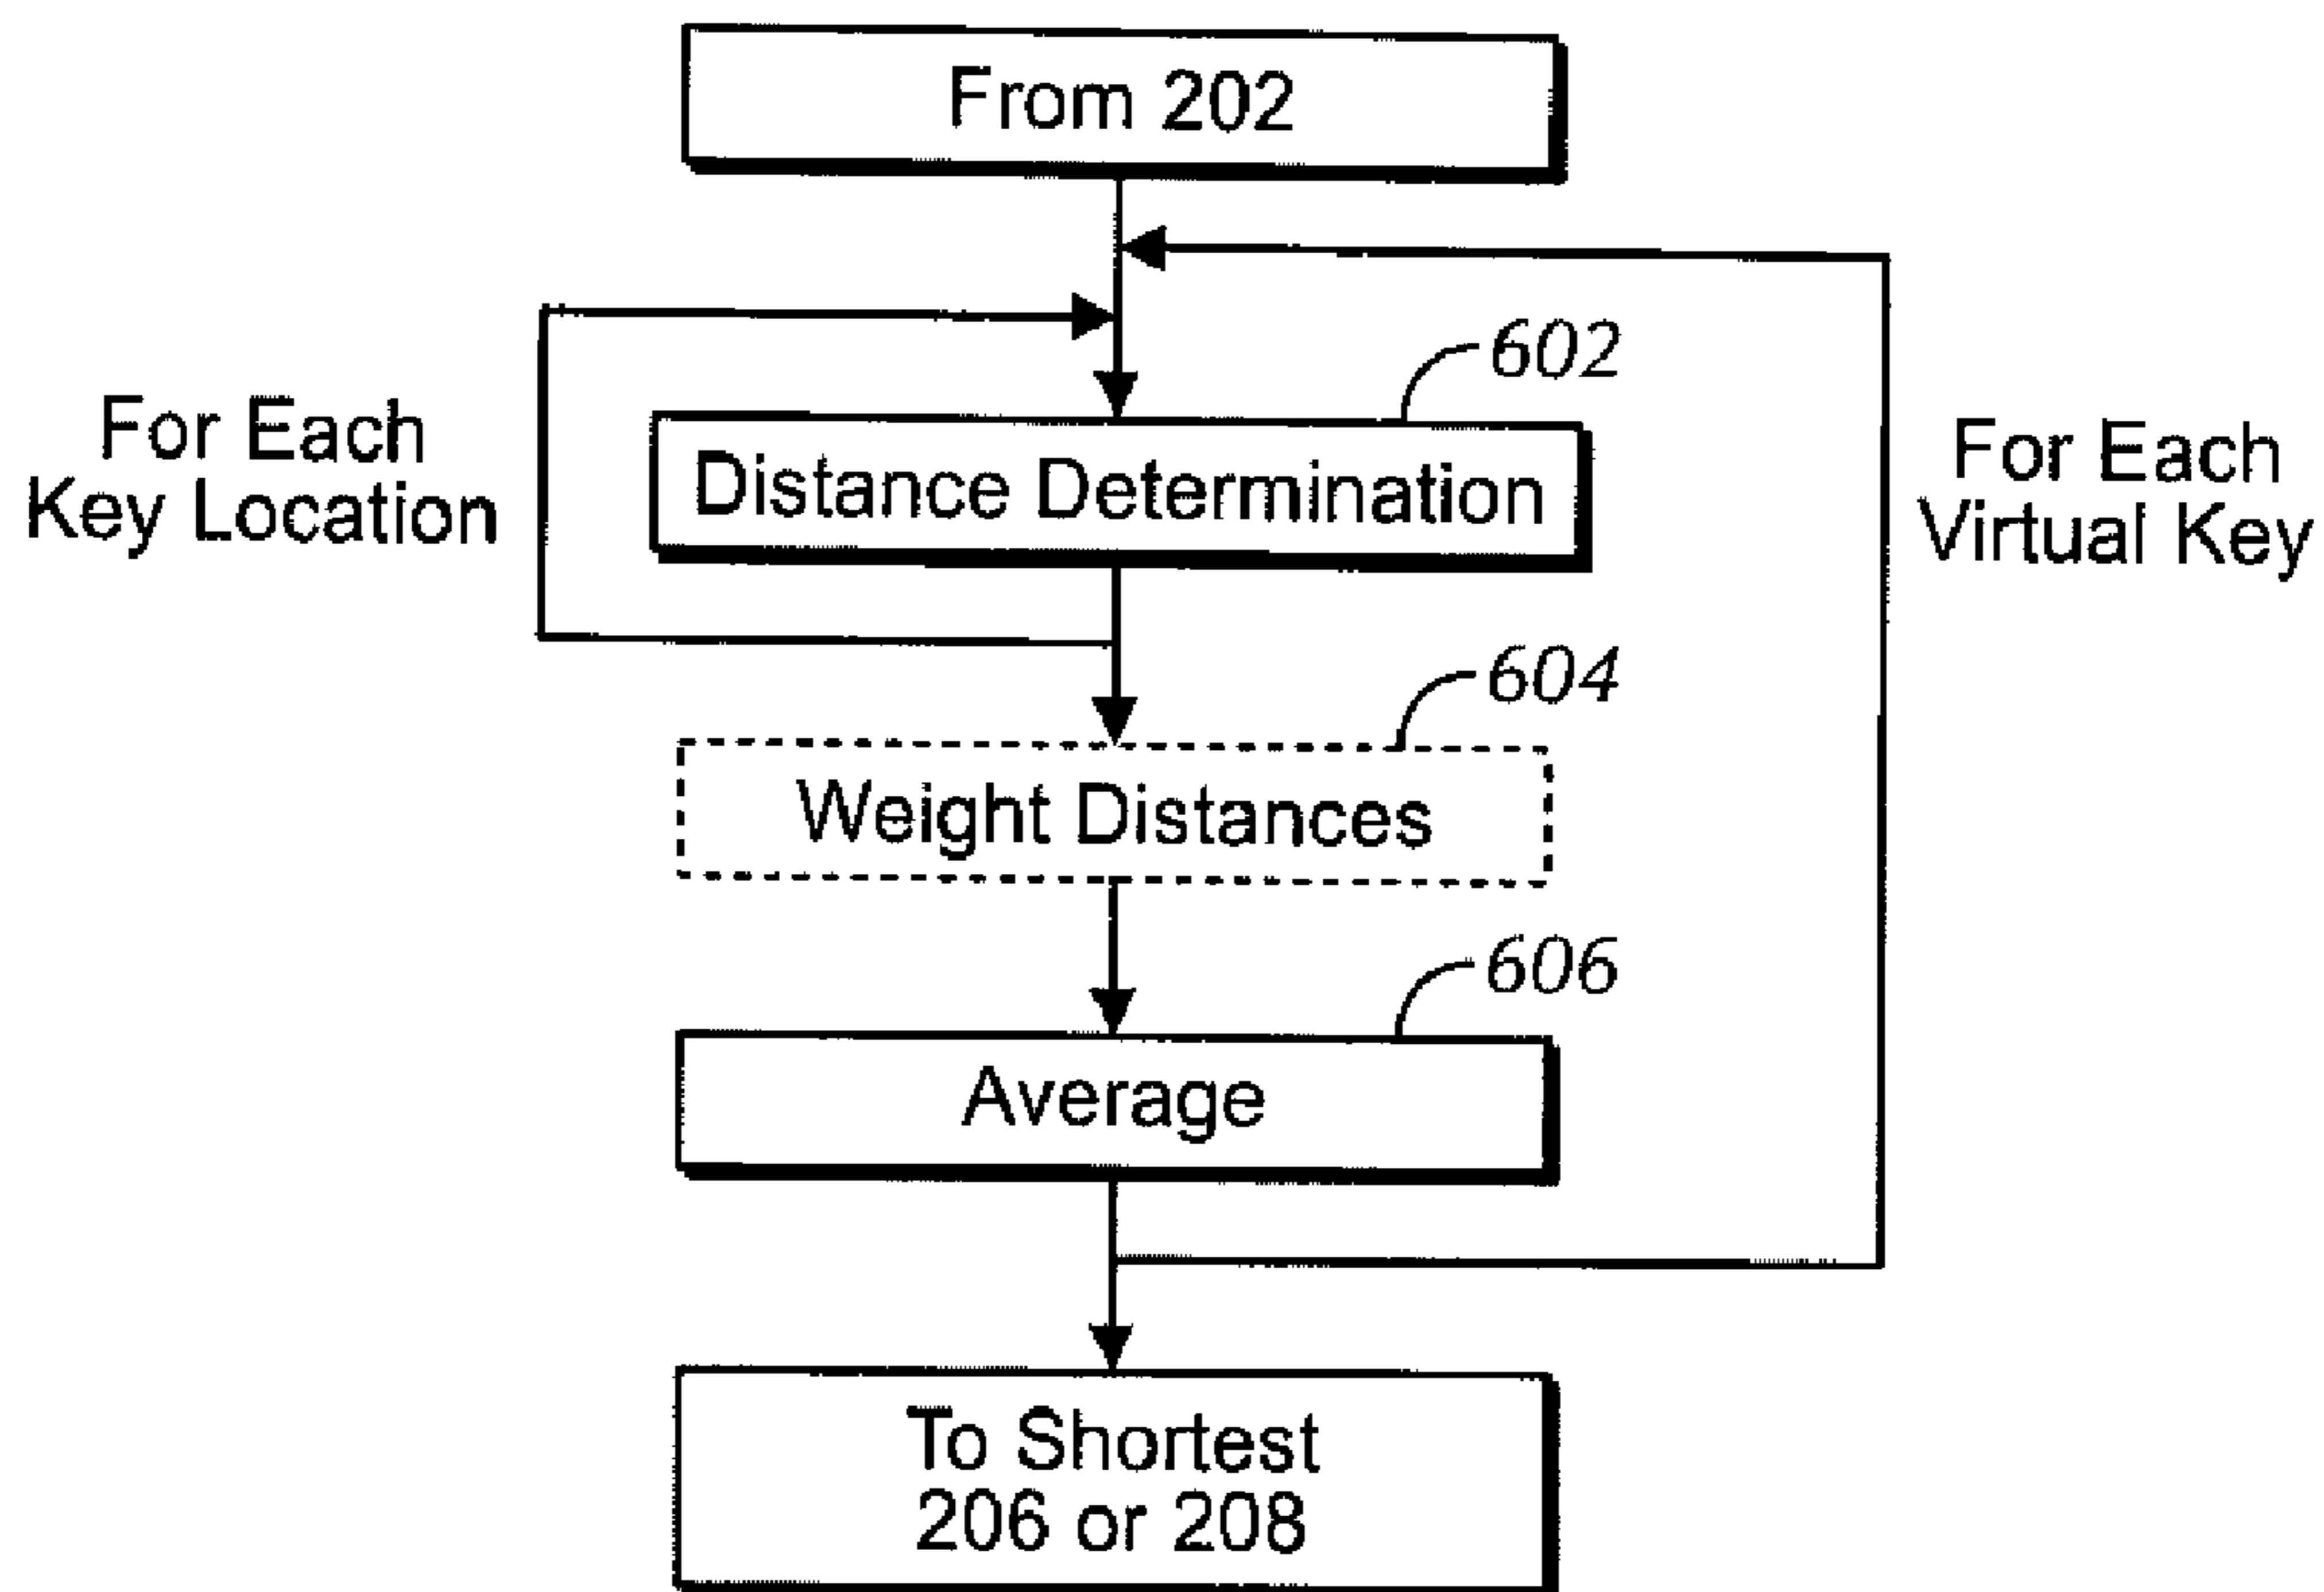 From 202
602
For Each
Key Location
Distance Determination
For Each
Virtual Key
604
Weight Distances
606
Average
To Shortest
206 or 208